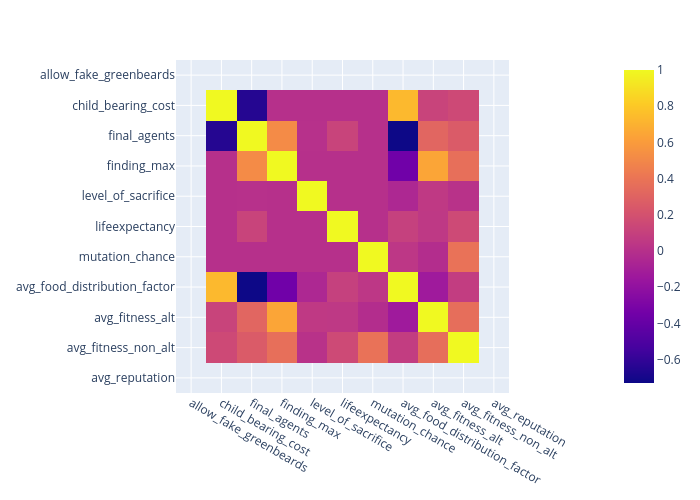 allow_fake_greenbeards
child_bearing_cost
final_agents
finding_max
level_of_sacrifice
lifeexpectancy
mutation_chance
avg_food_distribution_factor
avg_fitness_alt
avg_fitness_non_alt
avg_reputation
allow_fake_greenbeards
child_bearing_cost
final_agents
finding_max
level_of_sacrifice
lifeexpectancy
mutation_chance
avg_food_distribution_factor
avg_fitness_alt
avg_fitness_non_alt
avg_reputation
1
0.8
0.6
0.4
0.2
0
−0.2
−0.4
−0.6